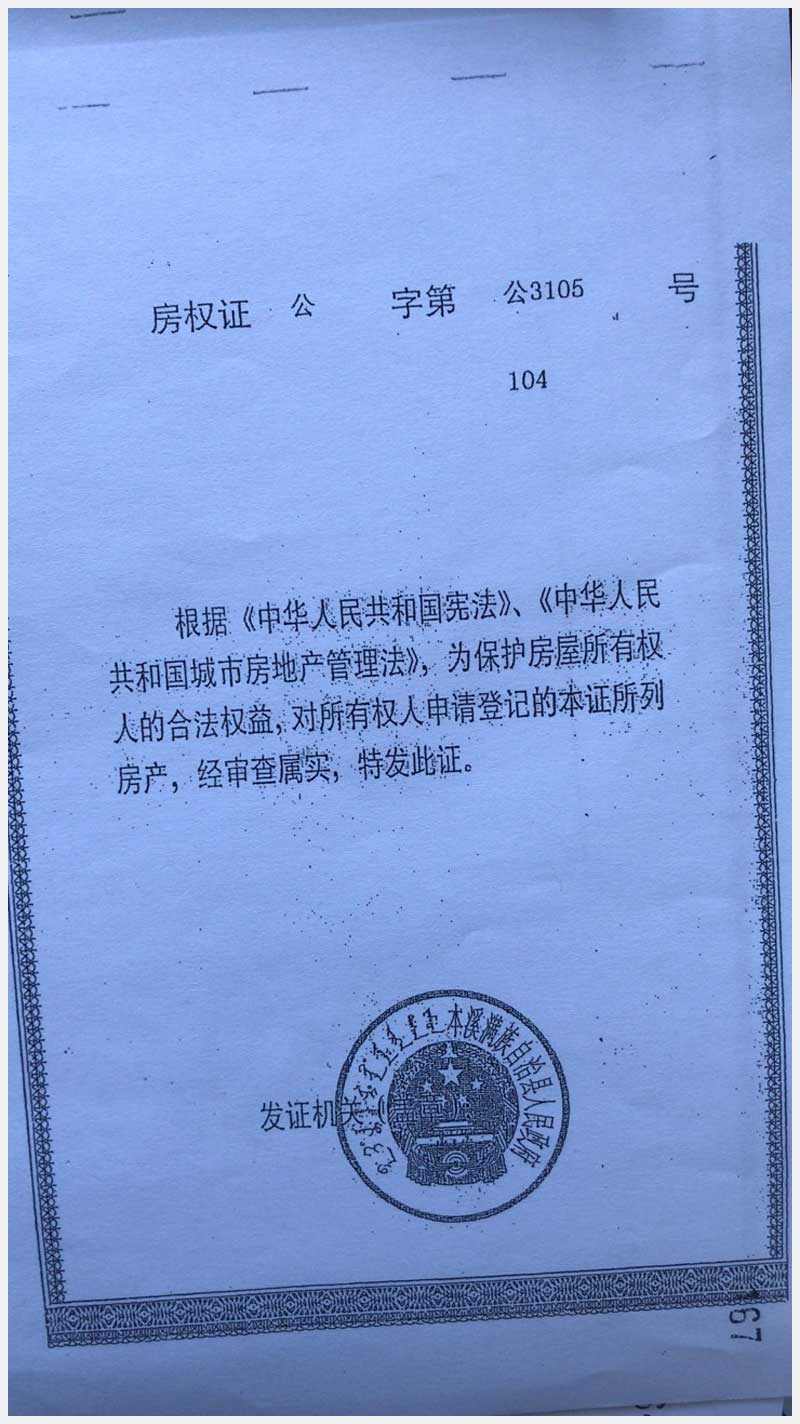 房权证 公 字第 公3105 号
104
根据《中华人民共和国宪法》、《中华人民
共和国城市房地产管理法》，为保护房屋所有权
人的合法权益，对所有权人申请登记的本证所列
房产，经审查属实，特发此证。
本溪满族自治县人民政府
发证机关
167